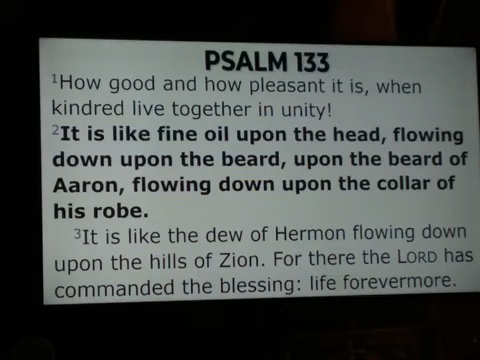 PSALM 133
¹How good and how pleasant it is, when
kindred live together in unity!
²It is like fine oil upon the head, flowing
down upon the beard, upon the beard of
Aaron, flowing down upon the collar of
his robe.
³It is like the dew of Hermon flowing down
upon the hills of Zion. For there the LORD has
commanded the blessing: life forevermore.